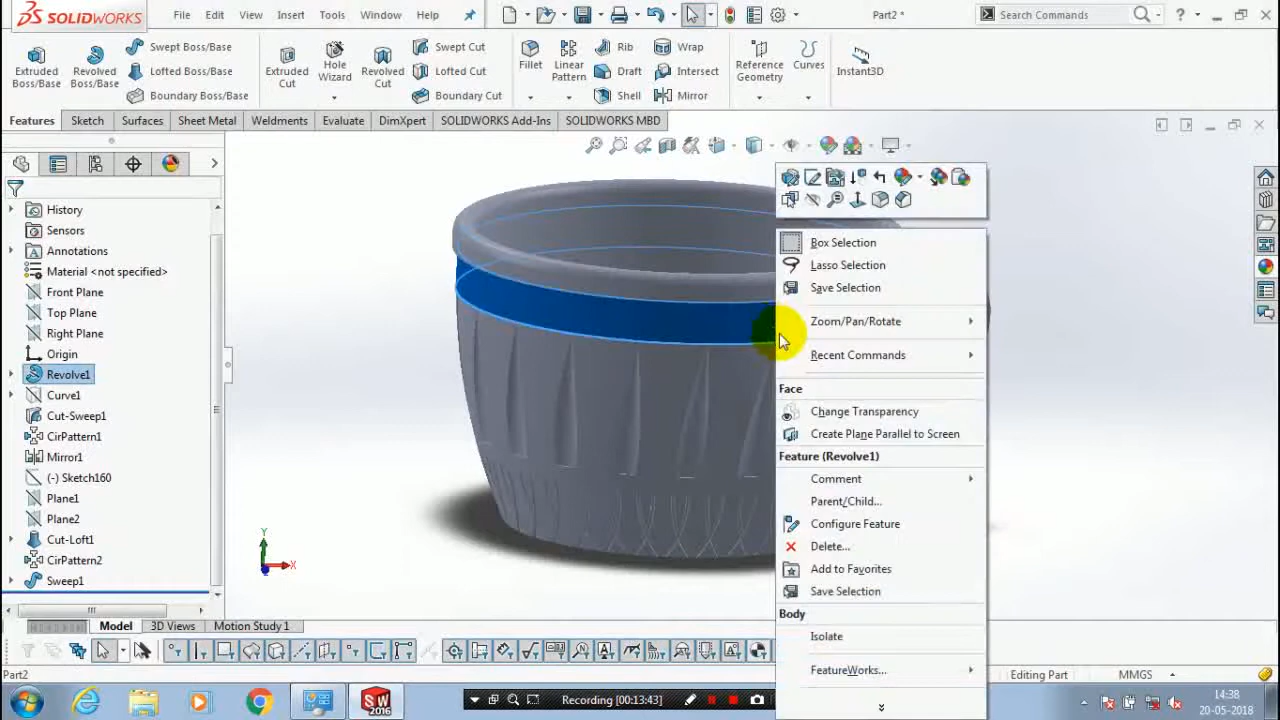 SOLIDWORKS
File Edit View Insert Tools Window Help
Part2 *
Search Commands
?
Extruded Boss/Base
Revolved Boss/Base
Swept Boss/Base
Lofted Boss/Base
Boundary Boss/Base
Extruded Cut
Hole Wizard
Revolved Cut
Swept Cut
Lofted Cut
Boundary Cut
Fillet
Linear Pattern
Rib
Draft
Shell
Wrap
Intersect
Mirror
Reference Geometry
Curves
Instant3D
Features Sketch Surfaces Sheet Metal Weldments Evaluate DimXpert SOLIDWORKS Add-Ins SOLIDWORKS MBD
History
Sensors
Annotations
Material <not specified>
Front Plane
Top Plane
Right Plane
Origin
Revolve1
Curve1
Cut-Sweep1
CirPattern1
Mirror1
(-) Sketch160
Plane1
Plane2
Cut-Loft1
CirPattern2
Sweep1
Y
X
Box Selection
Lasso Selection
Save Selection
Zoom/Pan/Rotate
Recent Commands
Face
Change Transparency
Create Plane Parallel to Screen
Feature (Revolve1)
Comment
Parent/Child...
Configure Feature
Delete...
Add to Favorites
Save Selection
Body
Isolate
FeatureWorks...
Model 3D Views Motion Study 1
Part2
Editing Part
MMGS
SW
2016
Recording [00:13:43]
14:38
20-05-2018